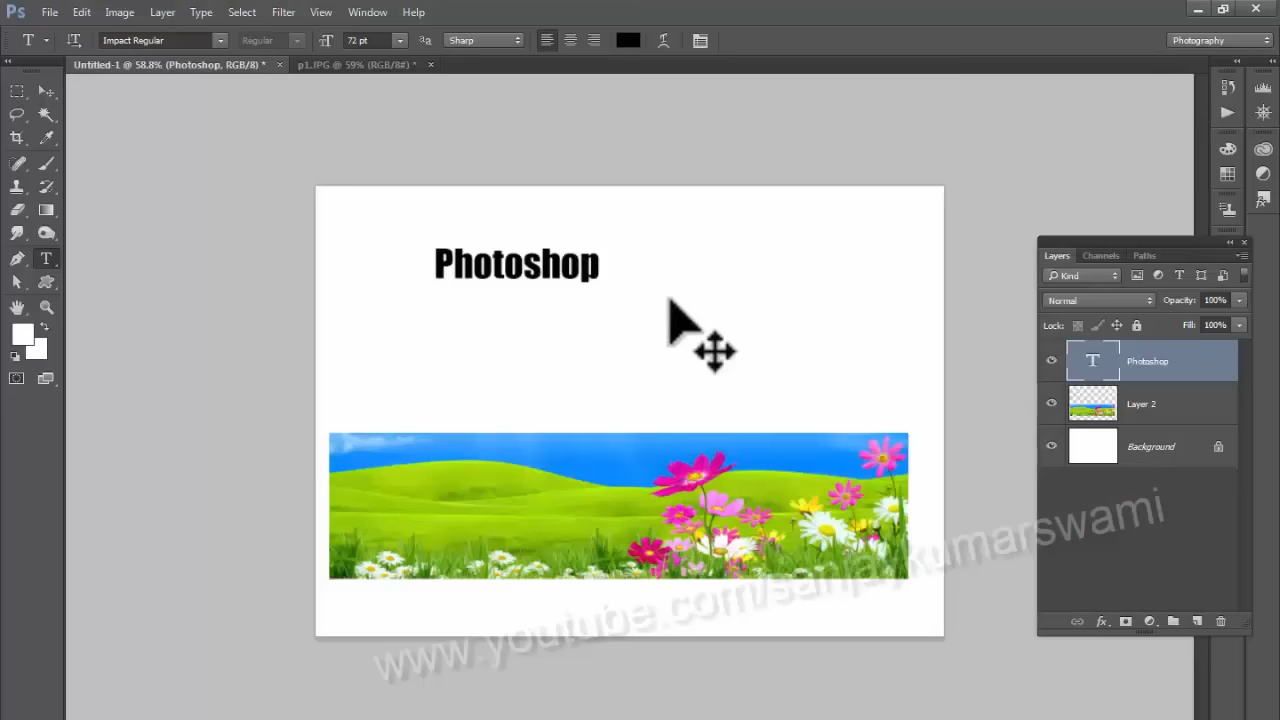 Ps File Edit Image Layer Type Select Filter View Window Help
T Impact Regular Regular 72 pt Sharp Photography
Untitled-1 @ 58.8% (Photoshop, RGB/8) * × p1.JPG @ 59% (RGB/8#) * ×
Photoshop
Layers Channels Paths
Kind
Normal Opacity: 100%
Lock: Fill: 100%
Photoshop
Layer 2
Background
www.youtube.com/sanjaykumarswami